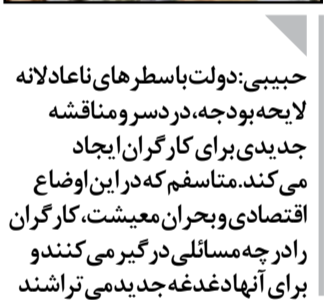 حبیبی: دولت با سطرهای ناعادلانه
لایحه بودجه، دردسر و مناقشه
جدیدی برای کارگران ایجاد
می‌کند. متاسفم که در این اوضاع
اقتصادی و بحران معیشت، کارگران
را در چه مسائلی درگیر می‌کنند و
برای آنها دغدغه جدید می‌تراشند